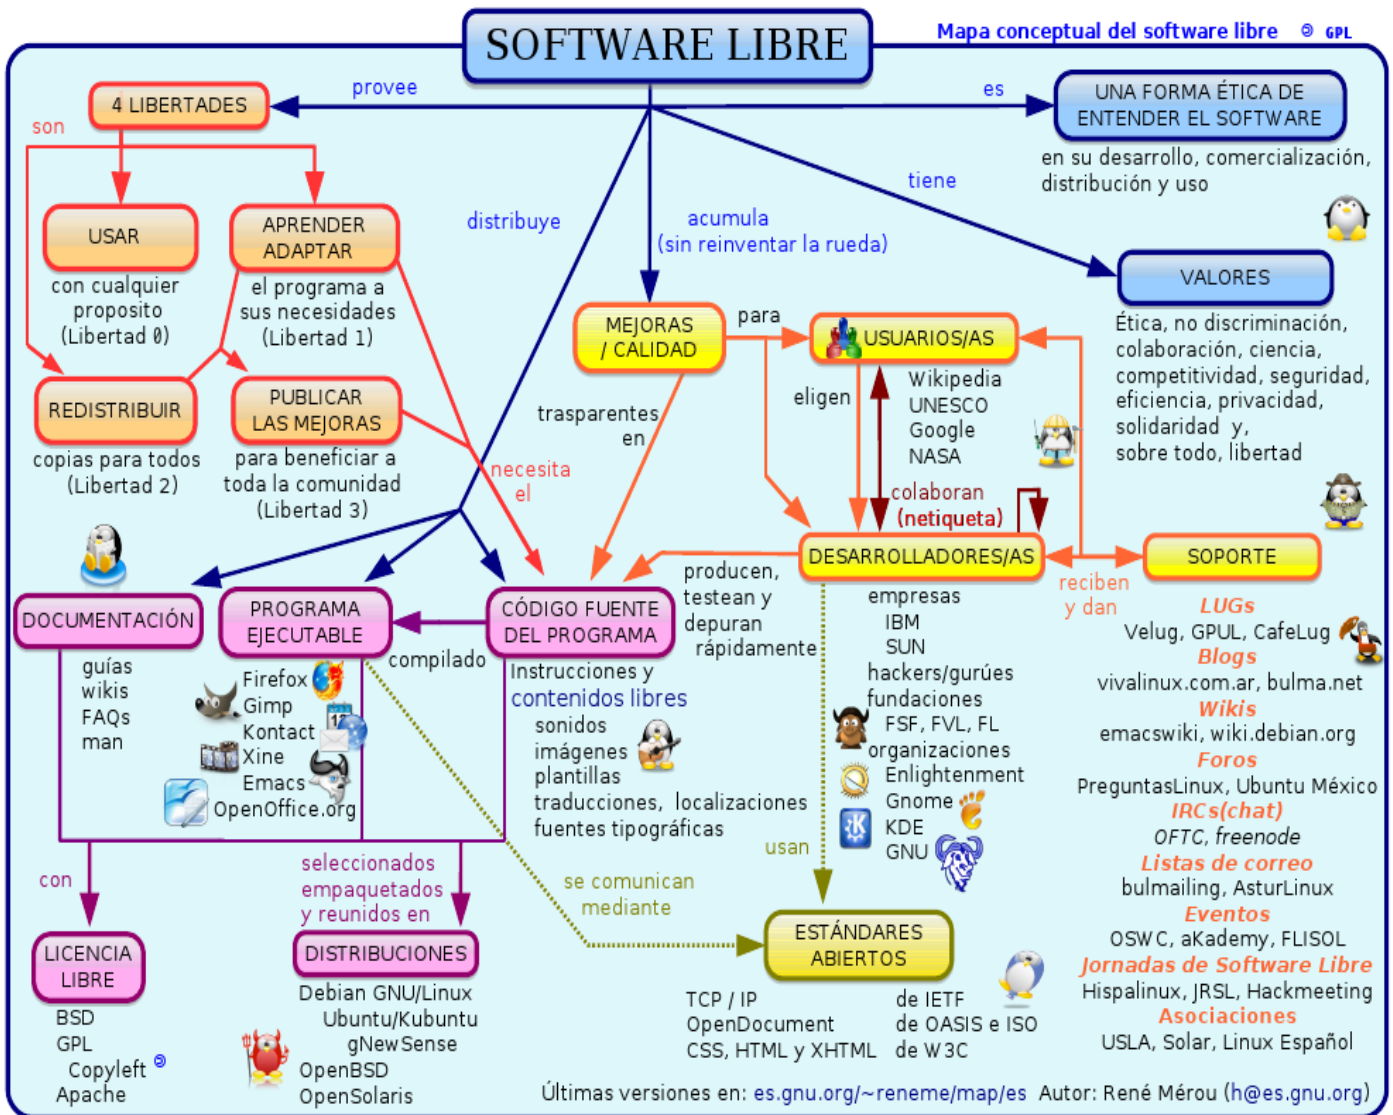 SOFTWARE LIBRE
Mapa conceptual del software libre GPL
provee
es
4 LIBERTADES
UNA FORMA ÉTICA DE
ENTENDER EL SOFTWARE
en su desarrollo, comercialización,
distribución y uso
son
USAR
con cualquier
proposito
(Libertad 0)
APRENDER
ADAPTAR
el programa a
sus necesidades
(Libertad 1)
REDISTRIBUIR
copias para todos
(Libertad 2)
PUBLICAR
LAS MEJORAS
para beneficiar a
toda la comunidad
(Libertad 3)
distribuye
acumula
(sin reinventar la rueda)
tiene
VALORES
Ética, no discriminación,
colaboración, ciencia,
competitividad, seguridad,
eficiencia, privacidad,
solidaridad y,
sobre todo, libertad
MEJORAS
/ CALIDAD
para
USUARIOS/AS
Wikipedia
UNESCO
Google
NASA
eligen
trasparentes
en
necesita
el
colaboran
(netiqueta)
DESARROLLADORES/AS
empresas
IBM
SUN
hackers/gurúes
fundaciones
FSF, FVL, FL
organizaciones
Enlightenment
Gnome
KDE
GNU
producen,
testean y
depuran
rápidamente
reciben
y dan
SOPORTE
LUGs
Velug, GPUL, CafeLug
Blogs
vivalinux.com.ar, bulma.net
Wikis
emacswiki, wiki.debian.org
Foros
PreguntasLinux, Ubuntu México
IRCs(chat)
OFTC, freenode
Listas de correo
bulmailing, AsturLinux
Eventos
OSWC, aKademy, FLISOL
Jornadas de Software Libre
Hispalinux, JRSL, Hackmeeting
Asociaciones
USLA, Solar, Linux Español
DOCUMENTACIÓN
guías
wikis
FAQs
man
PROGRAMA
EJECUTABLE
Firefox
Gimp
Kontact
Xine
Emacs
OpenOffice.org
compilado
CÓDIGO FUENTE
DEL PROGRAMA
Instrucciones y
contenidos libres
sonidos
imágenes
plantillas
traducciones, localizaciones
fuentes tipográficas
con
LICENCIA
LIBRE
BSD
GPL
Copyleft
Apache
seleccionados
empaquetados
y reunidos en
DISTRIBUCIONES
Debian GNU/Linux
Ubuntu/Kubuntu
gNewSense
OpenBSD
OpenSolaris
se comunican
mediante
usan
ESTÁNDARES
ABIERTOS
TCP / IP de IETF
OpenDocument de OASIS e ISO
CSS, HTML y XHTML de W3C
Últimas versiones en: es.gnu.org/~reneme/map/es Autor: René Mérou (h@es.gnu.org)